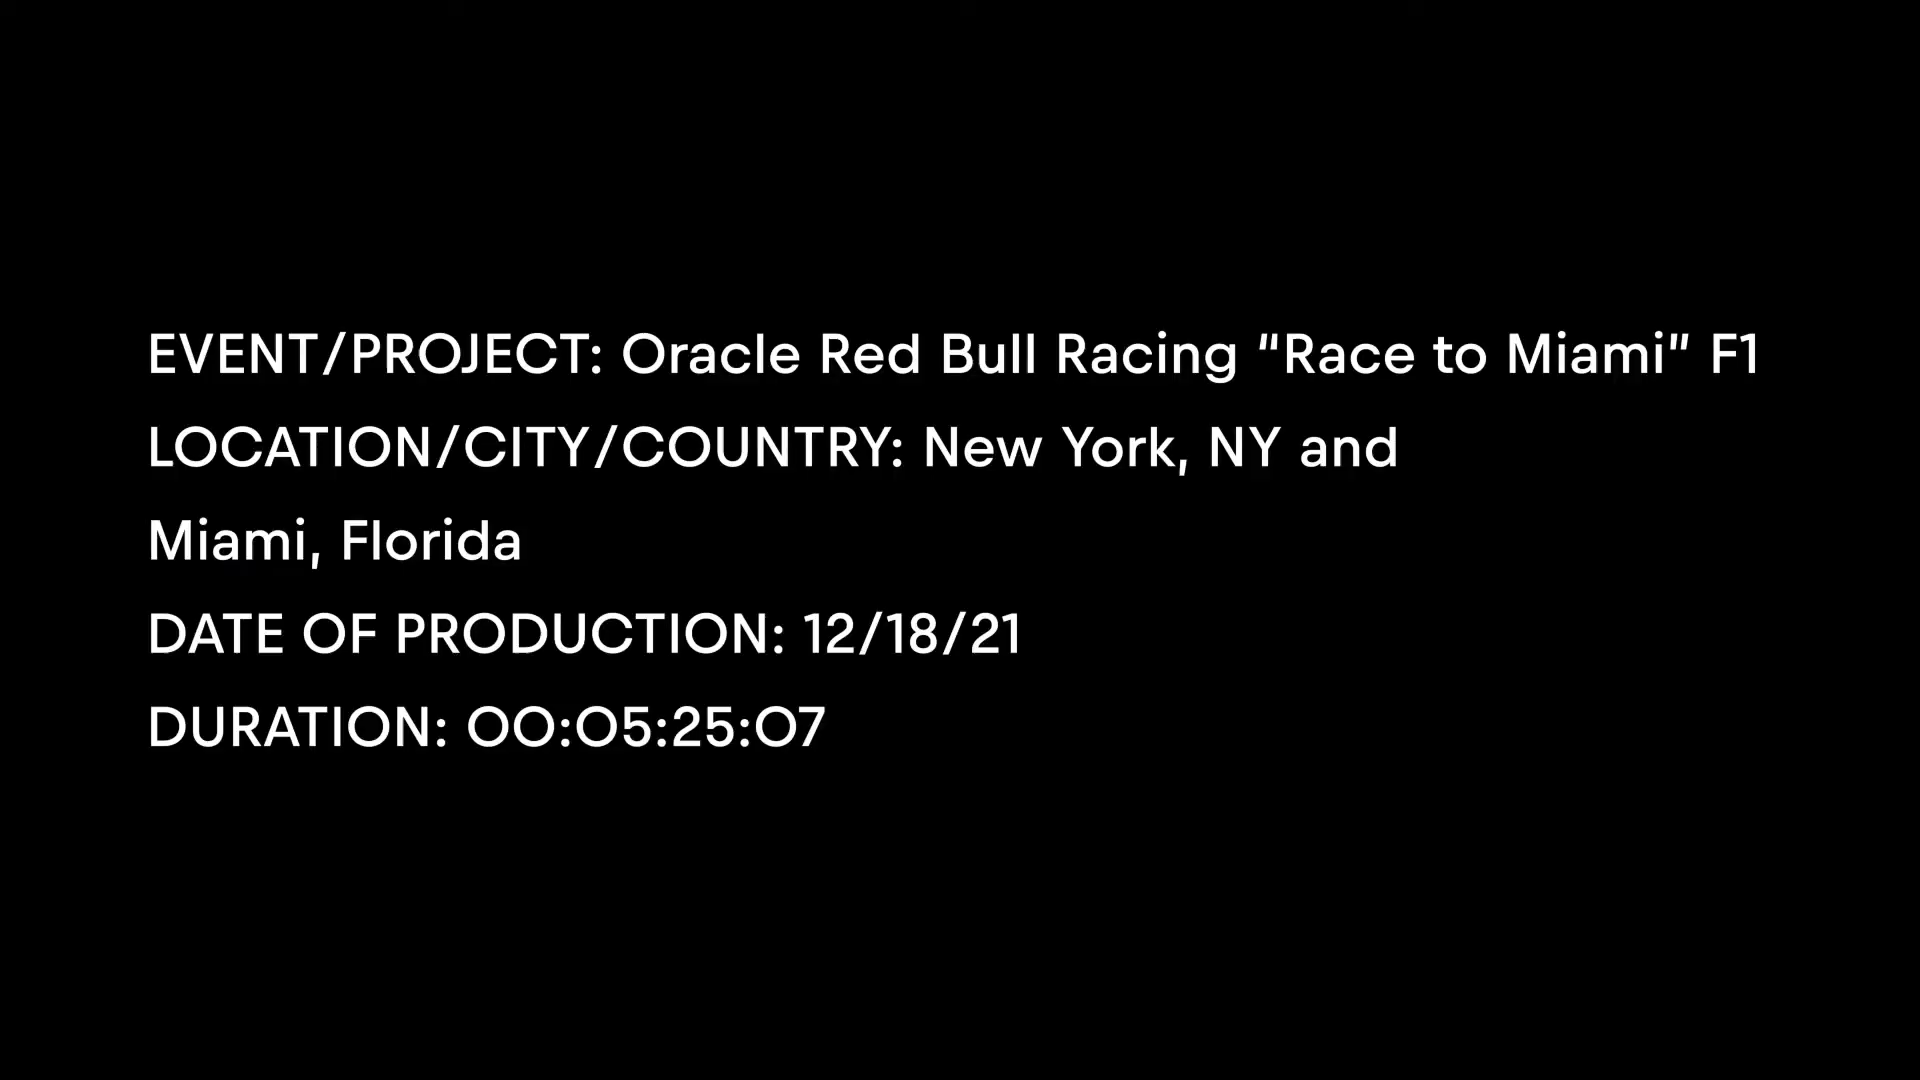 EVENT/PROJECT: Oracle Red Bull Racing “Race to Miami” F1
LOCATION/CITY/COUNTRY: New York, NY and
Miami, Florida
DATE OF PRODUCTION: 12/18/21
DURATION: 00:05:25:07